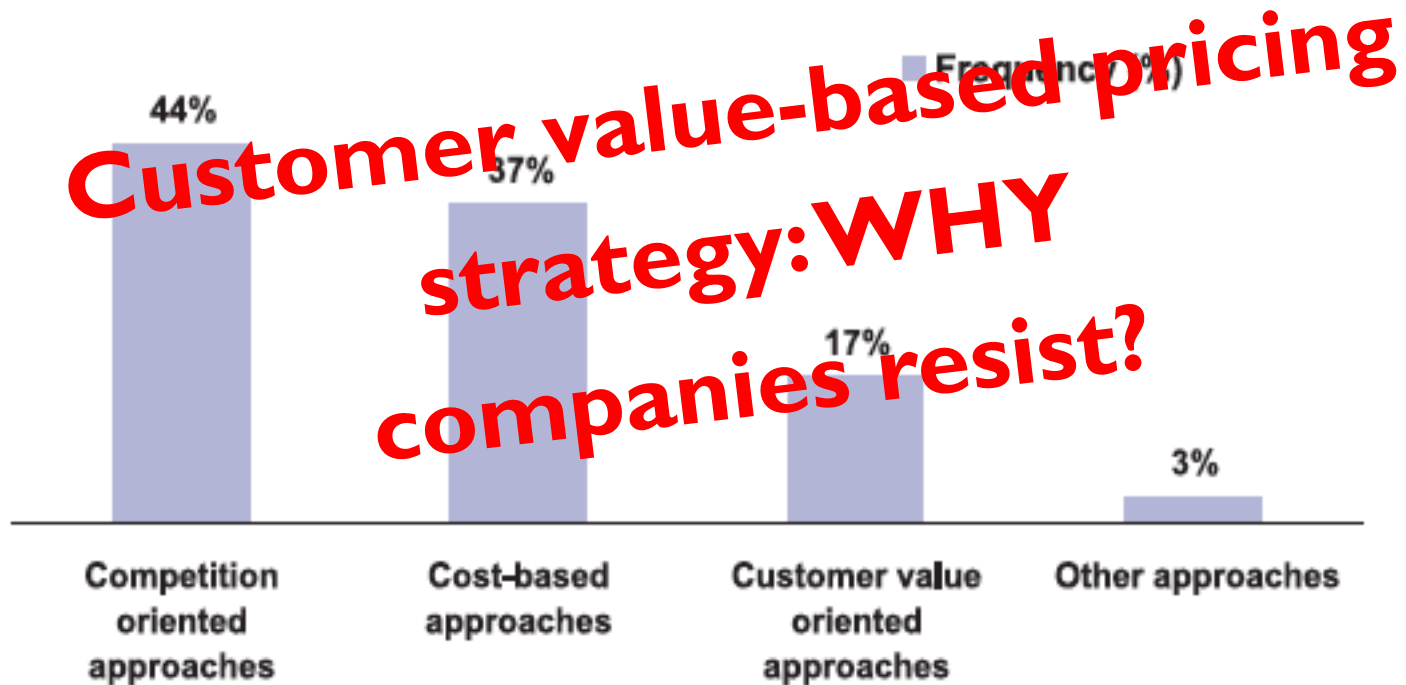 Customer value-based pricing
strategy: WHY
companies resist?
Frequency (%)
44%
37%
17%
3%
Competition
oriented
approaches
Cost-based
approaches
Customer value
oriented
approaches
Other approaches